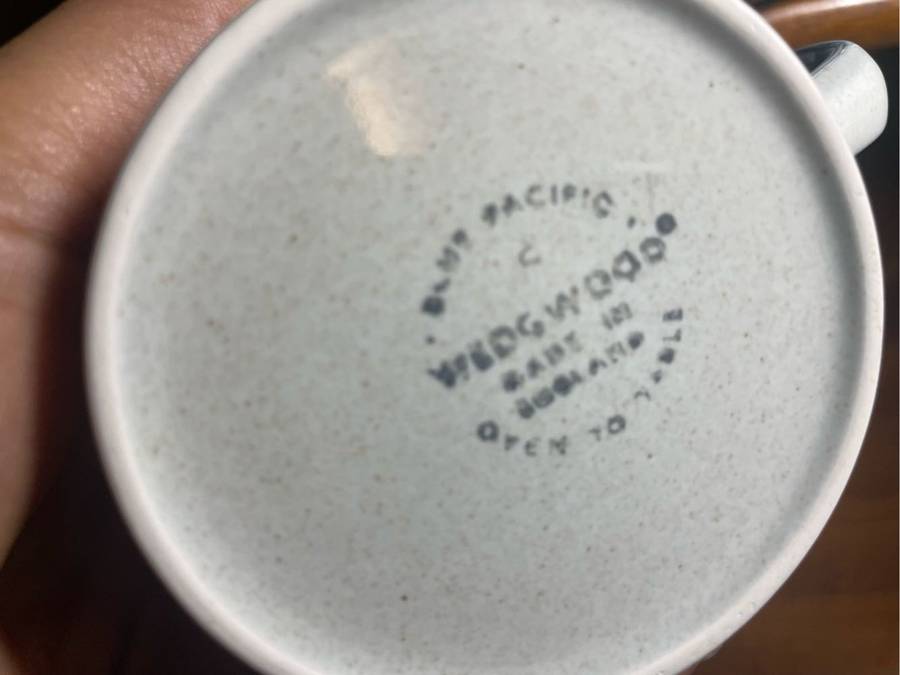 · BLUE PACIFIC ·
C
WEDGWOOD®
MADE IN
ENGLAND
OVEN TO TABLE